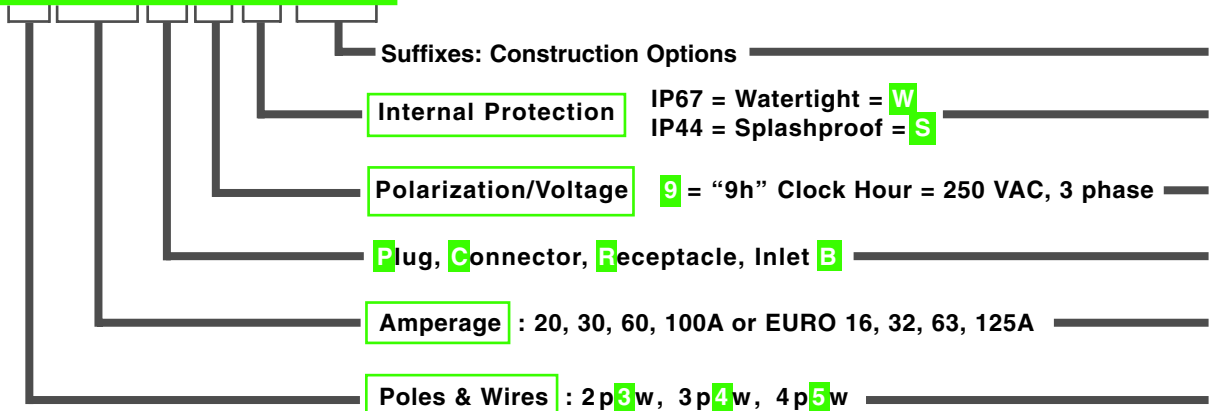 Suffixes: Construction Options
Internal Protection IP67 = Watertight = W
IP44 = Splashproof = S
Polarization/Voltage 9 = “9h” Clock Hour = 250 VAC, 3 phase
Plug, Connector, Receptacle, Inlet B
Amperage : 20, 30, 60, 100A or EURO 16, 32, 63, 125A
Poles & Wires : 2p3w, 3p4w, 4p5w